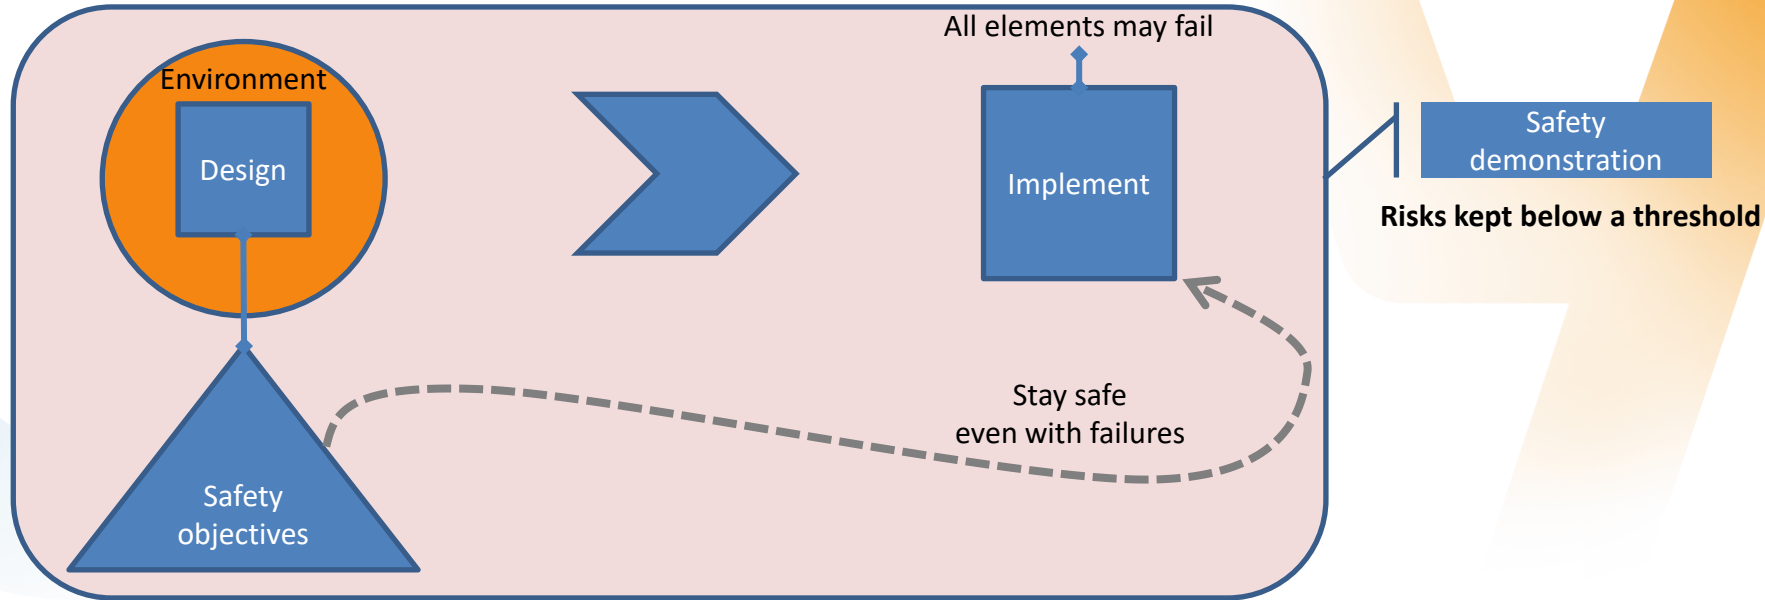 All elements may fail
Environment
Design
Implement
Safety
demonstration
Risks kept below a threshold
Stay safe
even with failures
Safety
objectives